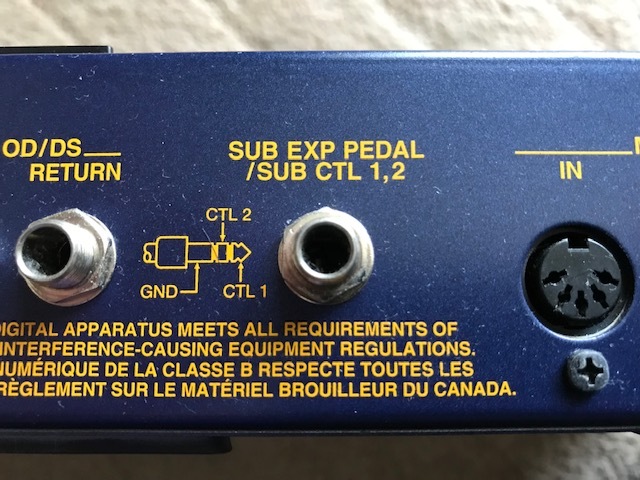 OD/DS
RETURN
SUB EXP PEDAL
/SUB CTL 1,2
IN
CTL 2
GND
CTL 1
DIGITAL APPARATUS MEETS ALL REQUIREMENTS OF
INTERFERENCE-CAUSING EQUIPMENT REGULATIONS.
NUMÉRIQUE DE LA CLASSE B RESPECTE TOUTES LES
RÈGLEMENT SUR LE MATÉRIEL BROUILLEUR DU CANADA.